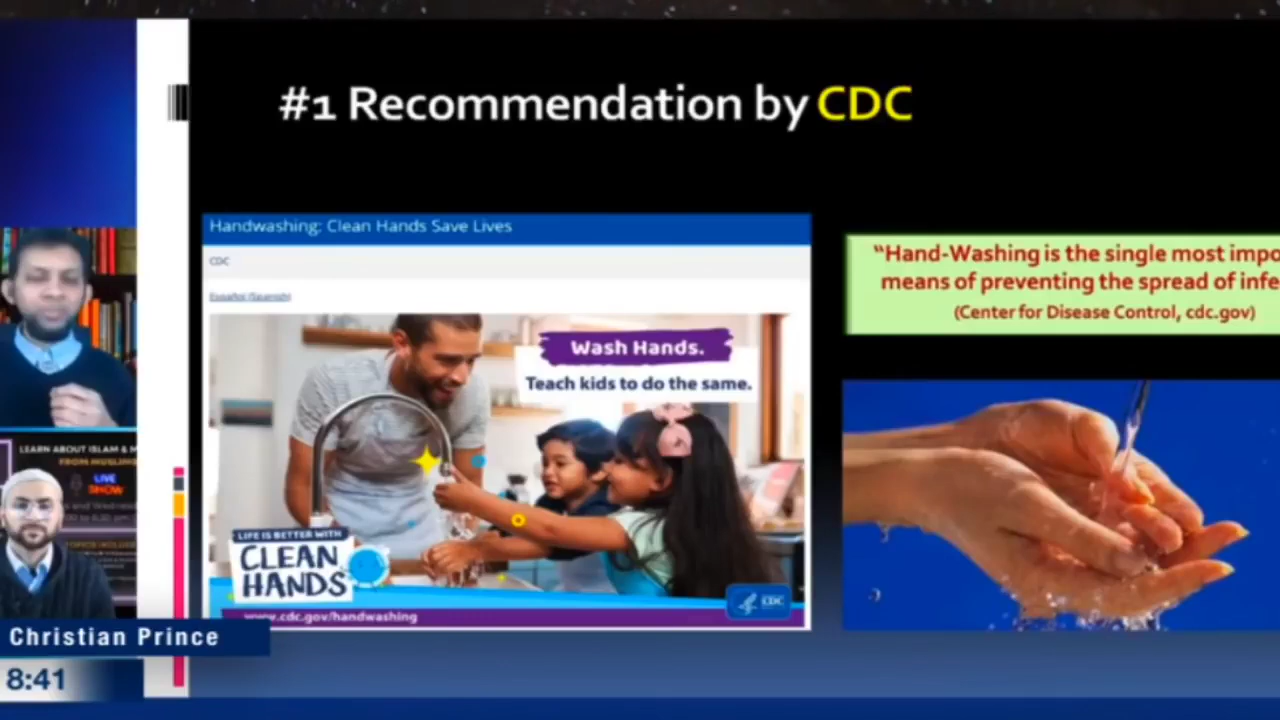 #1 Recommendation by CDC
Handwashing: Clean Hands Save Lives
CDC
Español (Spanish)
Wash Hands.
Teach kids to do the same.
LIFE IS BETTER WITH
CLEAN
HANDS
www.cdc.gov/handwashing
CDC
"Hand-Washing is the single most impo
means of preventing the spread of infe
(Center for Disease Control, cdc.gov)
LEARN ABOUT ISLAM & M
FROM MUSLIM
LIVE
SHOW
Christian Prince
8:41